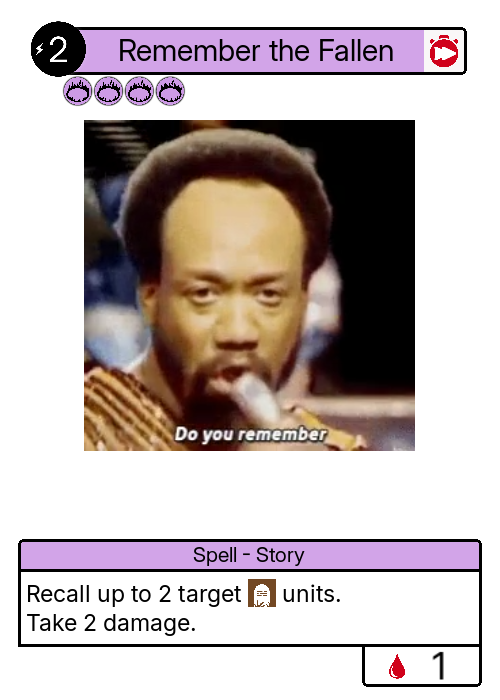 2
Remember the Fallen
Do you remember
Spell - Story
Recall up to 2 target units.
Take 2 damage.
1